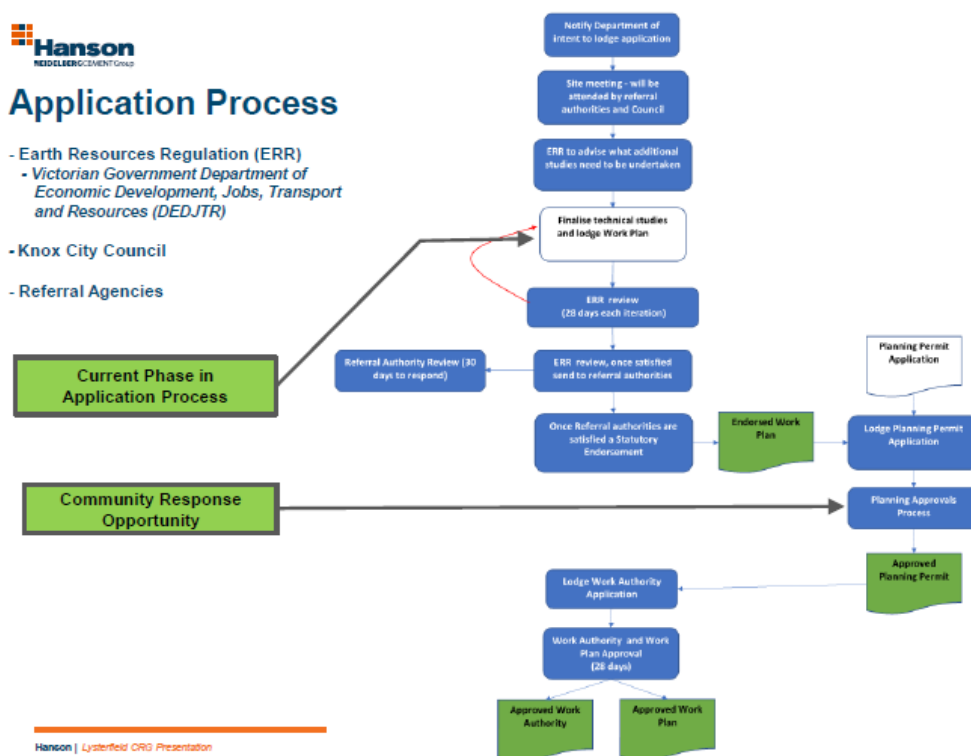 Hanson
HEIDELBERGCEMENT Group
Application Process
- Earth Resources Regulation (ERR)
- Victorian Government Department of
Economic Development, Jobs, Transport
and Resources (DEDJTR)
- Knox City Council
- Referral Agencies
Current Phase in
Application Process
Community Response
Opportunity
Notify Department of
intent to lodge application
Site meeting - will be
attended by referral
authorities and Council
ERR to advise what additional
studies need to be undertaken
Finalise technical studies
and lodge Work Plan
ERR review
(28 days each iteration)
Referral Authority Review (30
days to respond)
ERR review, once satisfied
send to referral authorities
Once Referral authorities are
satisfied a Statutory
Endorsement
Endorsed Work
Plan
Planning Permit
Application
Lodge Planning Permit
Application
Planning Approvals
Process
Approved
Planning Permit
Lodge Work Authority
Application
Work Authority and Work
Plan Approval
(28 days)
Approved Work
Authority
Approved Work
Plan
Hanson | Lysterfield CRG Presentation